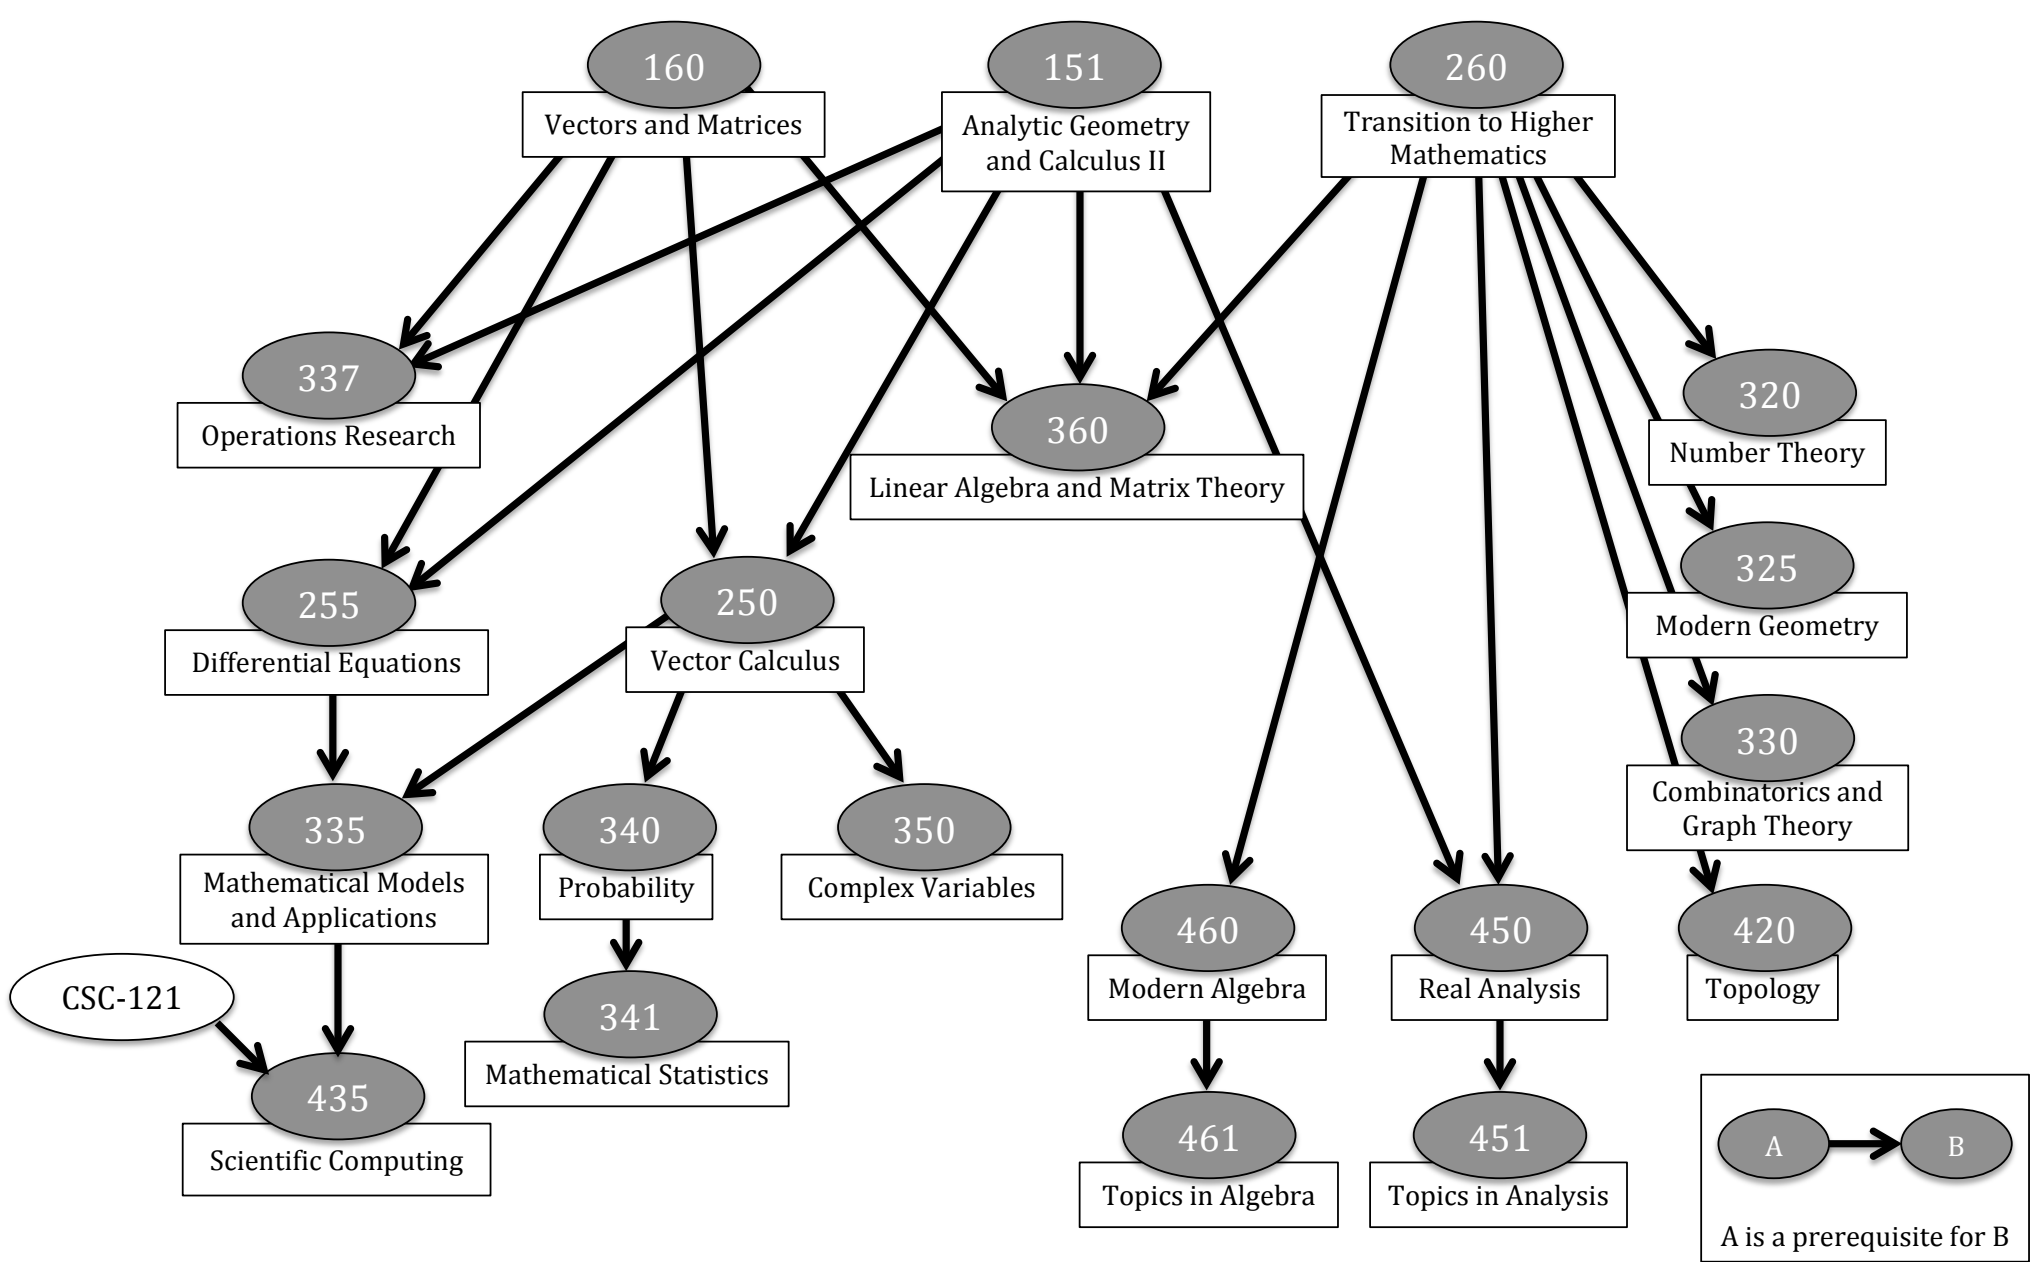 160
Vectors and Matrices
151
Analytic Geometry
and Calculus II
260
Transition to Higher
Mathematics
337
Operations Research
360
Linear Algebra and Matrix Theory
320
Number Theory
255
Differential Equations
250
Vector Calculus
325
Modern Geometry
330
Combinatorics and
Graph Theory
335
Mathematical Models
and Applications
340
Probability
350
Complex Variables
460
Modern Algebra
450
Real Analysis
420
Topology
CSC-121
341
Mathematical Statistics
435
Scientific Computing
461
Topics in Algebra
451
Topics in Analysis
A
B
A is a prerequisite for B